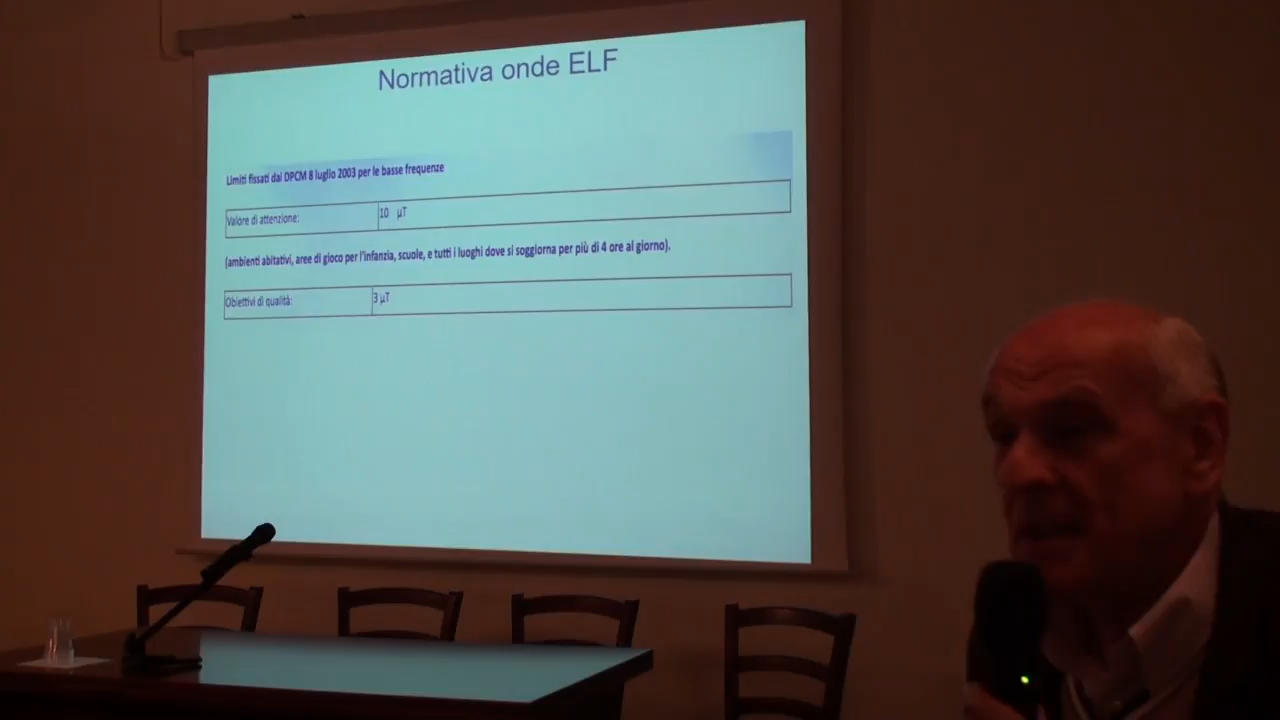 Normativa onde ELF
Limiti fissati dal DPCM 8 luglio 2003 per le basse frequenze
Valore di attenzione: 10 µT
(ambienti abitativi, aree di gioco per l'infanzia, scuole, e tutti i luoghi dove si soggiorna per più di 4 ore al giorno).
Obiettivi di qualità: 3 µT